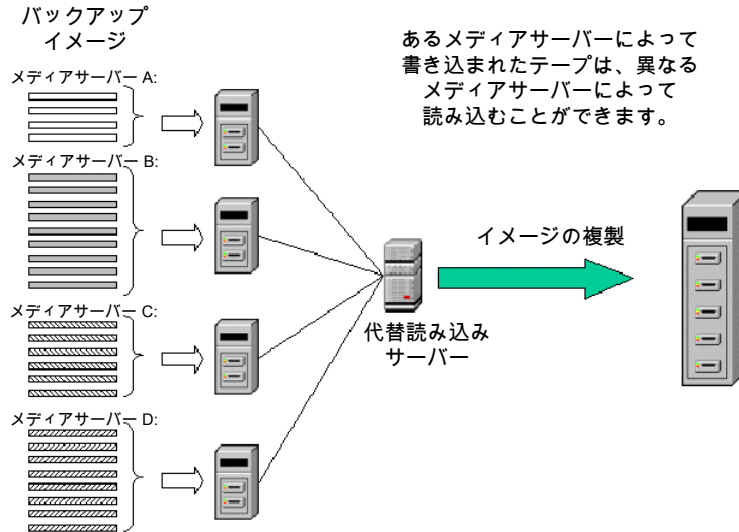 バックアップ
イメージ
あるメディアサーバーによって
書き込まれたテープは、異なる
メディアサーバーによって
読み込むことができます。
メディアサーバー A:
メディアサーバー B:
メディアサーバー C:
メディアサーバー D:
代替読み込み
サーバー
イメージの複製